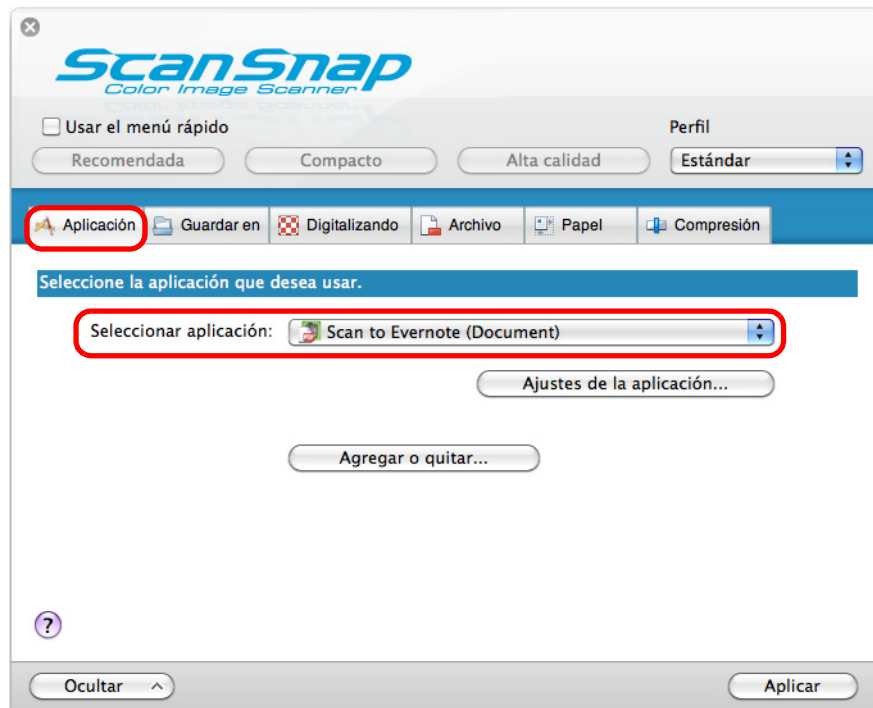 ScanSnap
Color Image Scanner
Usar el menú rápido
Perfil
Recomendada Compacto Alta calidad Estándar
Aplicación Guardar en Digitalizando Archivo Papel Compresión
Seleccione la aplicación que desea usar.
Seleccionar aplicación: Scan to Evernote (Document)
Ajustes de la aplicación...
Agregar o quitar...
?
Ocultar Aplicar